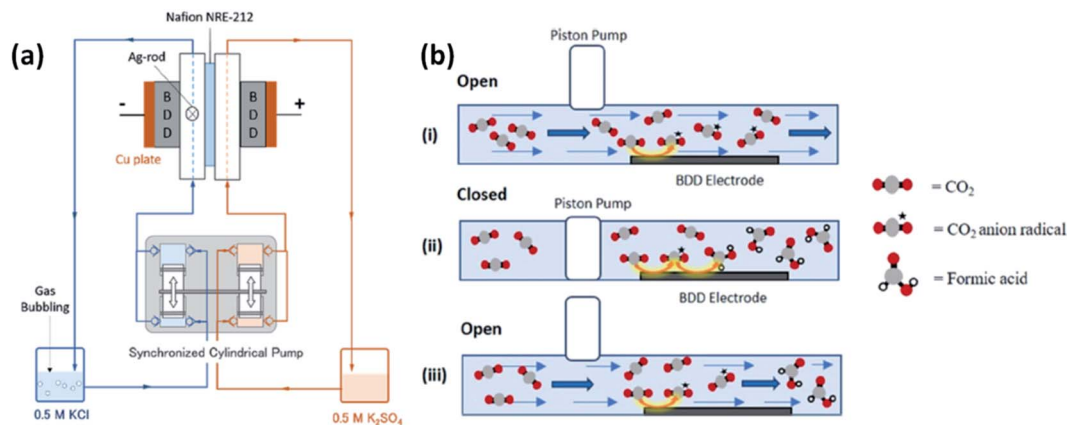 (a)
Nafion NRE-212
Ag-rod
-
B
D
D
B
D
D
+
Cu plate
Gas
Bubbling
Synchronized Cylindrical Pump
0.5 M KCl
0.5 M K₂SO₄
(b)
Piston Pump
Open
(i)
BDD Electrode
Closed
Piston Pump
(ii)
BDD Electrode
Open
(iii)
= CO₂
= CO₂ anion radical
= Formic acid